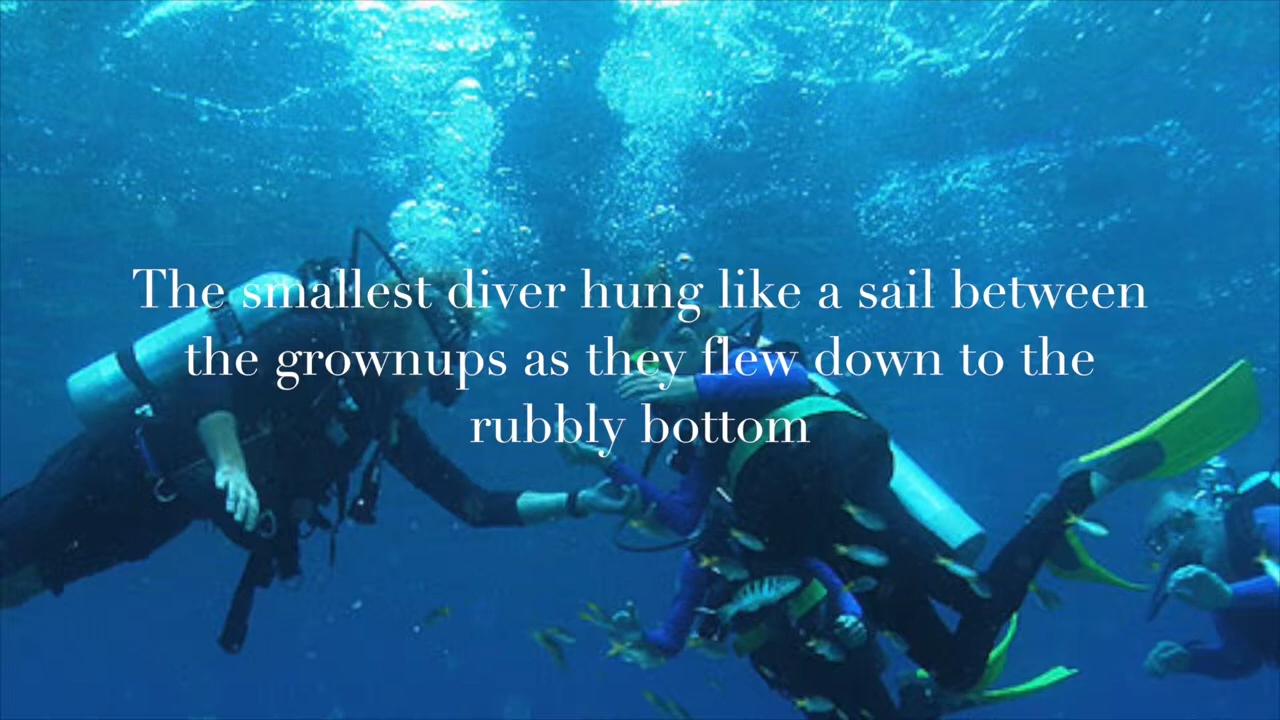 The smallest diver hung like a sail between
the grownups as they flew down to the
rubbly bottom